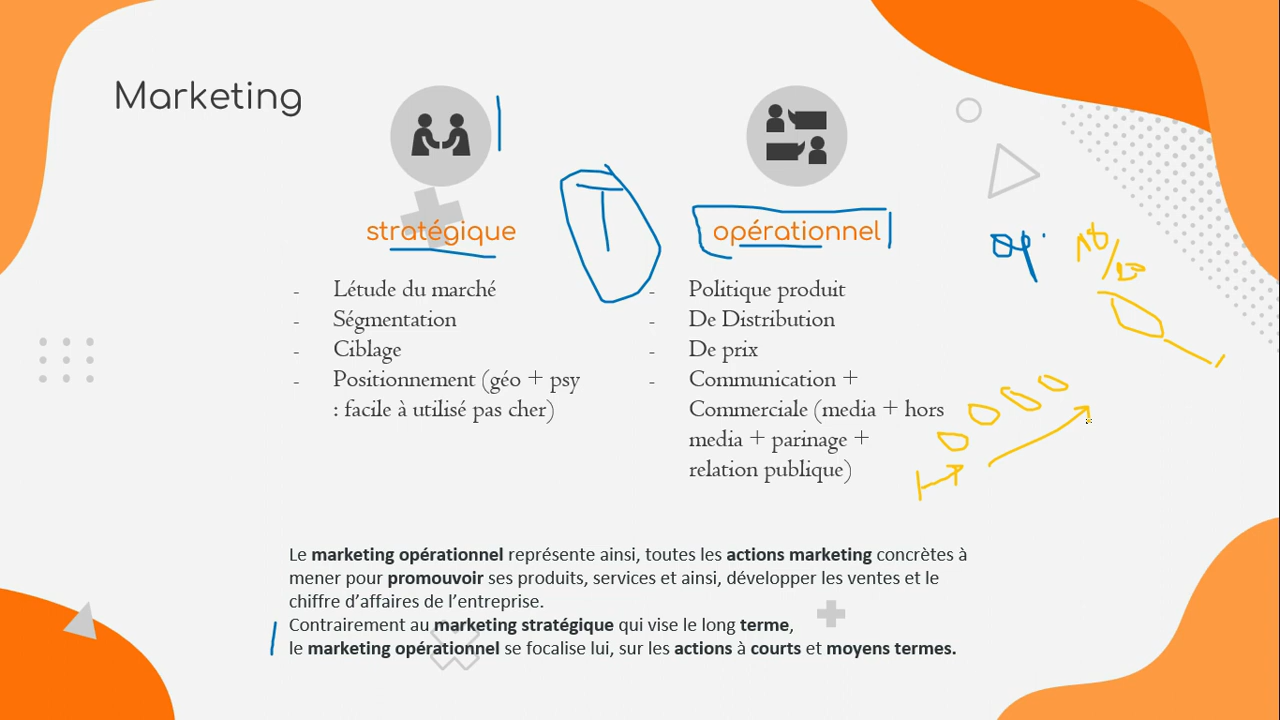 Marketing
stratégique
- Létude du marché
- Ségmentation
- Ciblage
- Positionnement (géo + psy
: facile à utilisé pas cher)
opérationnel
- Politique produit
- De Distribution
- De prix
- Communication +
Commerciale (media + hors
media + parinage +
relation publique)
op
Le marketing opérationnel représente ainsi, toutes les actions marketing concrètes à
mener pour promouvoir ses produits, services et ainsi, développer les ventes et le
chiffre d’affaires de l’entreprise.
Contrairement au marketing stratégique qui vise le long terme,
le marketing opérationnel se focalise lui, sur les actions à courts et moyens termes.